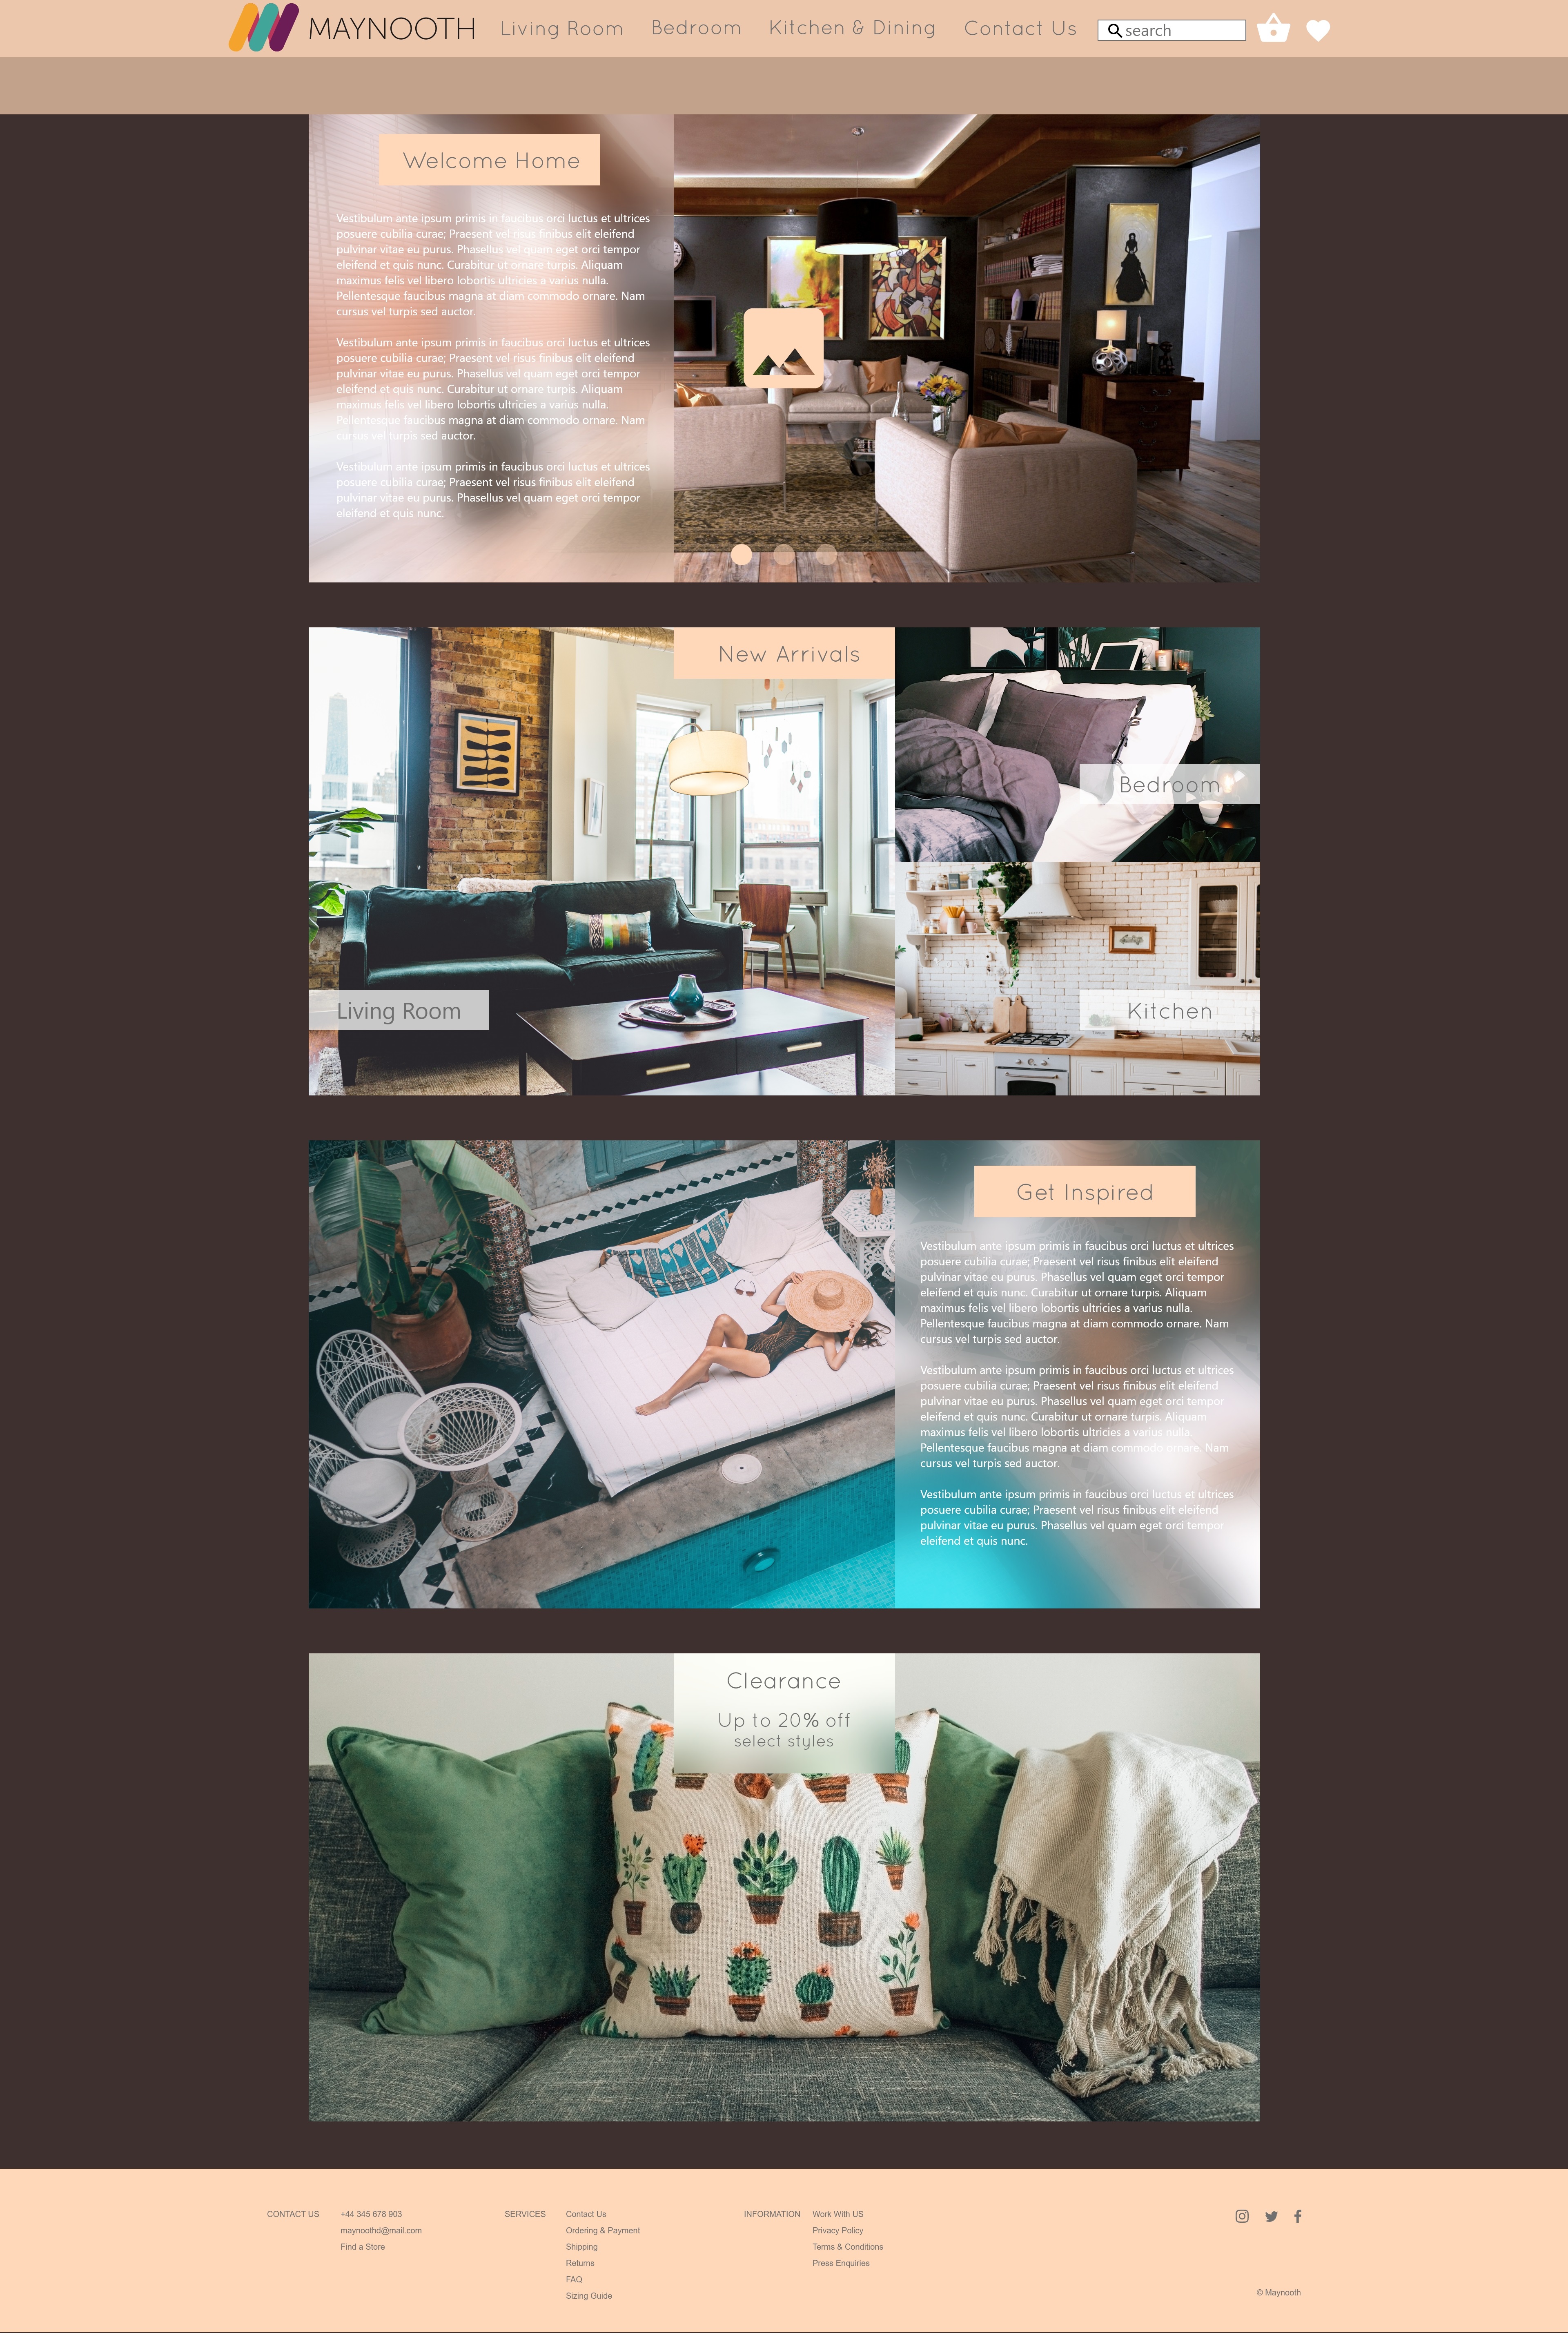 MAYNOOTH
Living Room
Bedroom
Kitchen & Dining
Contact Us
search
Welcome Home
Vestibulum ante ipsum primis in faucibus orci luctus et ultrices
posuere cubilia curae; Praesent vel risus finibus elit eleifend
pulvinar vitae eu purus. Phasellus vel quam eget orci tempor
eleifend et quis nunc. Curabitur ut ornare turpis. Aliquam
maximus felis vel libero lobortis ultricies a varius nulla.
Pellentesque faucibus magna at diam commodo ornare. Nam
cursus vel turpis sed auctor.
Vestibulum ante ipsum primis in faucibus orci luctus et ultrices
posuere cubilia curae; Praesent vel risus finibus elit eleifend
pulvinar vitae eu purus. Phasellus vel quam eget orci tempor
eleifend et quis nunc. Curabitur ut ornare turpis. Aliquam
maximus felis vel libero lobortis ultricies a varius nulla.
Pellentesque faucibus magna at diam commodo ornare. Nam
cursus vel turpis sed auctor.
Vestibulum ante ipsum primis in faucibus orci luctus et ultrices
posuere cubilia curae; Praesent vel risus finibus elit eleifend
pulvinar vitae eu purus. Phasellus vel quam eget orci tempor
eleifend et quis nunc.
New Arrivals
Bedroom
Living Room
Kitchen
Get Inspired
Vestibulum ante ipsum primis in faucibus orci luctus et ultrices
posuere cubilia curae; Praesent vel risus finibus elit eleifend
pulvinar vitae eu purus. Phasellus vel quam eget orci tempor
eleifend et quis nunc. Curabitur ut ornare turpis. Aliquam
maximus felis vel libero lobortis ultricies a varius nulla.
Pellentesque faucibus magna at diam commodo ornare. Nam
cursus vel turpis sed auctor.
Vestibulum ante ipsum primis in faucibus orci luctus et ultrices
posuere cubilia curae; Praesent vel risus finibus elit eleifend
pulvinar vitae eu purus. Phasellus vel quam eget orci tempor
eleifend et quis nunc. Curabitur ut ornare turpis. Aliquam
maximus felis vel libero lobortis ultricies a varius nulla.
Pellentesque faucibus magna at diam commodo ornare. Nam
cursus vel turpis sed auctor.
Vestibulum ante ipsum primis in faucibus orci luctus et ultrices
posuere cubilia curae; Praesent vel risus finibus elit eleifend
pulvinar vitae eu purus. Phasellus vel quam eget orci tempor
eleifend et quis nunc.
Clearance
Up to 20% off
select styles
CONTACT US
+44 345 678 903
maynoothd@mail.com
Find a Store
SERVICES
Contact Us
Ordering & Payment
Shipping
Returns
FAQ
Sizing Guide
INFORMATION
Work With US
Privacy Policy
Terms & Conditions
Press Enquiries
© Maynooth